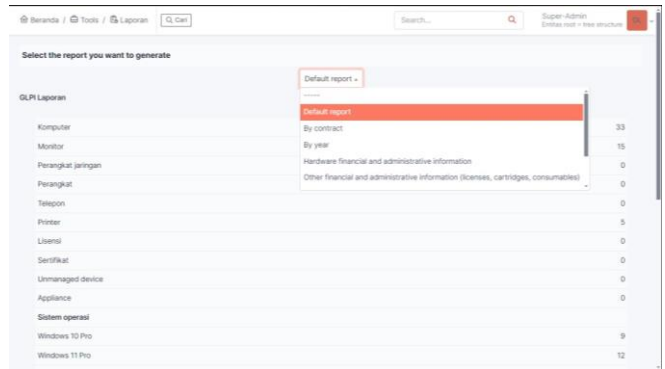 Beranda / Tools / Laporan Cari Search... Super-Admin
Entitas root > tree structure
Select the report you want to generate
Default report
GLPI Laporan
------
Default report
By contract
By year
Hardware financial and administrative information
Other financial and administrative information (licenses, cartridges, consumables)
Komputer 33
Monitor 15
Perangkat jaringan 0
Perangkat 0
Telepon 0
Printer 5
Lisensi 0
Sertifikat 0
Unmanaged device 0
Appliance 0
Sistem operasi
Windows 10 Pro 9
Windows 11 Pro 12